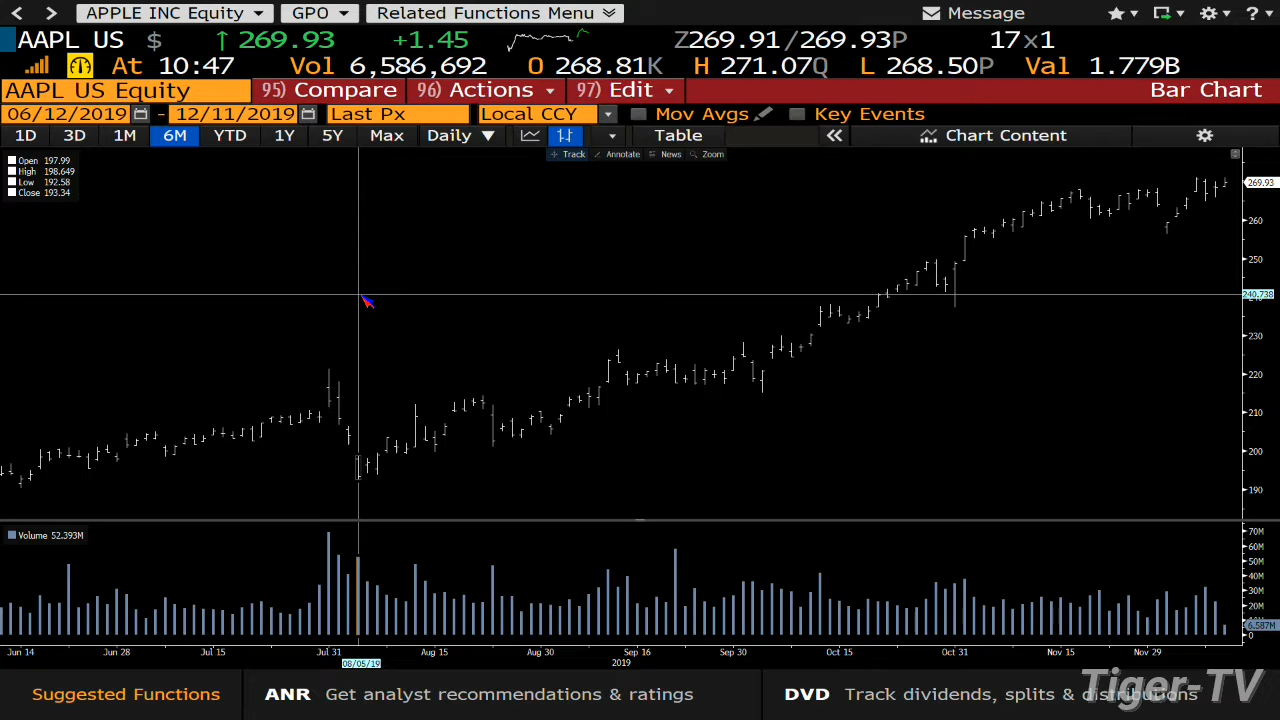 APPLE INC Equity GPO Related Functions Menu Message
AAPL US $ ↑ 269.93 +1.45 Z269.91/269.93P 17x1
At 10:47 Vol 6,586,692 O 268.81K H 271.07Q L 268.50P Val 1.779B
AAPL US Equity 95) Compare 96) Actions 97) Edit Bar Chart
06/12/2019 - 12/11/2019 Last Px Local CCY Mov Avgs Key Events
1D 3D 1M 6M YTD 1Y 5Y Max Daily ▼ Table « Chart Content
Track Annotate News Zoom
Open 197.99
High 198.649
Low 192.58
Close 193.34
269.93
260
250
240.738
230
220
210
200
190
Volume 52.393M
70M
60M
50M
40M
30M
20M
6.587M
0
Jun 14 Jun 28 Jul 15 Jul 31 Aug 15 Aug 30 Sep 16 Sep 30 Oct 15 Oct 31 Nov 15 Nov 29
08/05/19 2019
Suggested Functions ANR Get analyst recommendations & ratings DVD Track dividends, splits & distributions
Tiger-TV